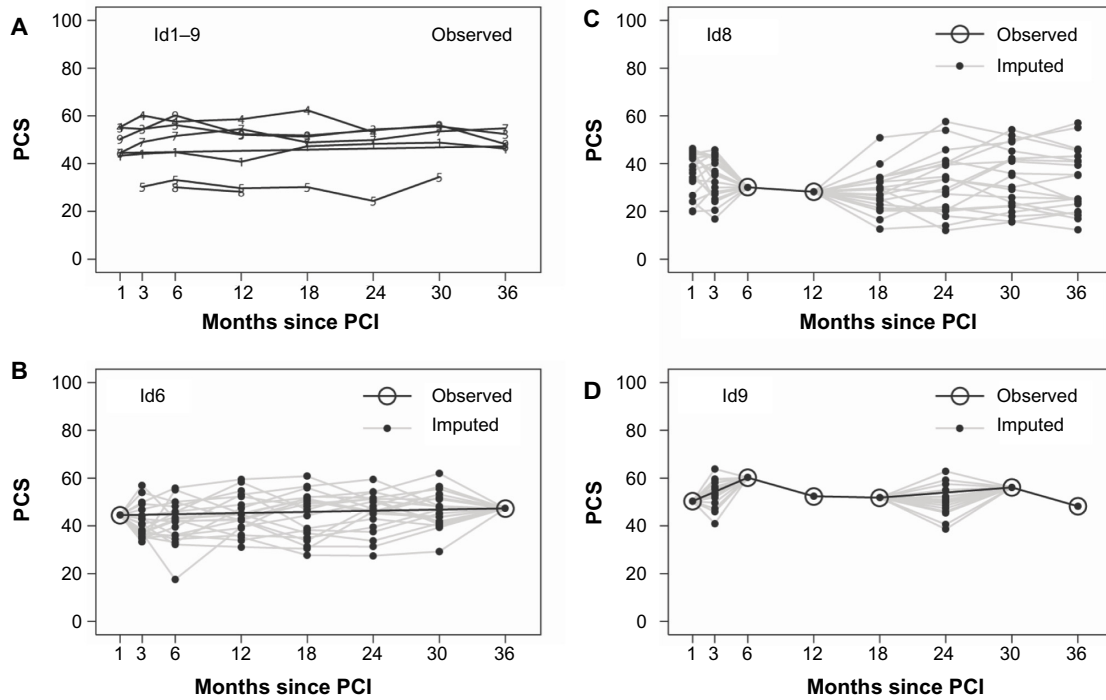 A
Id1–9
Observed
100
80
60
40
20
0
PCS
1 3 6 12 18 24 30 36
Months since PCI
C
Id8
Observed
Imputed
100
80
60
40
20
0
PCS
1 3 6 12 18 24 30 36
Months since PCI
B
Id6
Observed
Imputed
100
80
60
40
20
0
PCS
1 3 6 12 18 24 30 36
Months since PCI
D
Id9
Observed
Imputed
100
80
60
40
20
0
PCS
1 3 6 12 18 24 30 36
Months since PCI